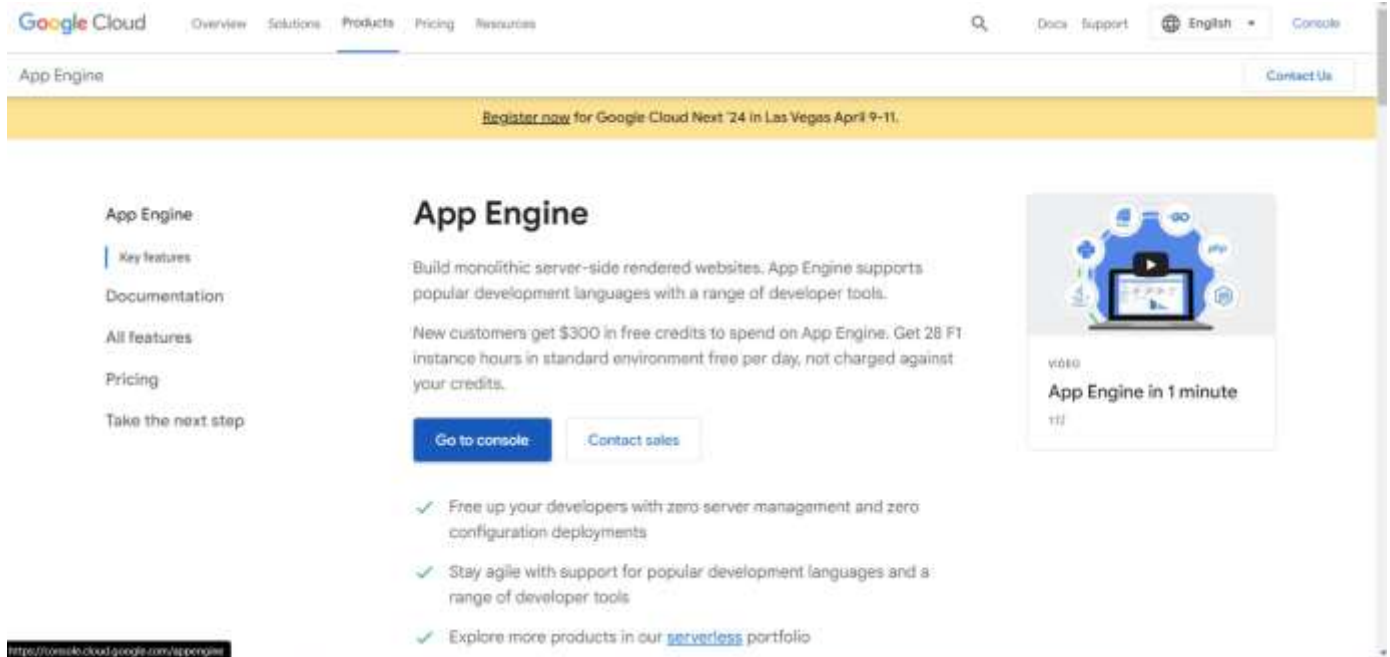 Google Cloud
Overview
Solutions
Products
Pricing
Resources
Docs
Support
English
Console
App Engine
Contact Us
Register now for Google Cloud Next '24 in Las Vegas April 9-11.
App Engine
Key features
Documentation
All features
Pricing
Take the next step
App Engine
Build monolithic server-side rendered websites. App Engine supports
popular development languages with a range of developer tools.
New customers get $300 in free credits to spend on App Engine. Get 28 F1
instance hours in standard environment free per day, not charged against
your credits.
Go to console
Contact sales
Free up your developers with zero server management and zero
configuration deployments
Stay agile with support for popular development languages and a
range of developer tools
Explore more products in our serverless portfolio
GO
php
VIDEO
App Engine in 1 minute
https://console.cloud.google.com/appengine